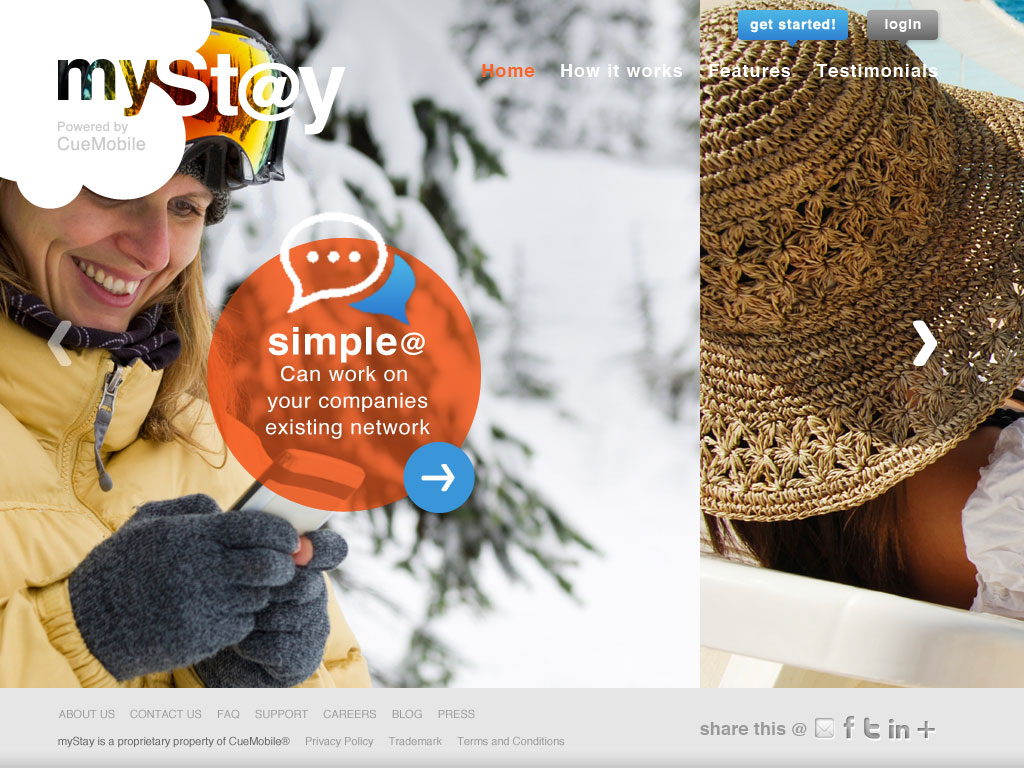 get started!
login
mySt@y
Home How it works Features Testimonials
Powered by
CueMobile
simple@
Can work on
your companies
existing network
ABOUT US CONTACT US FAQ SUPPORT CAREERS BLOG PRESS
myStay is a proprietary property of CueMobile® Privacy Policy Trademark Terms and Conditions
share this @